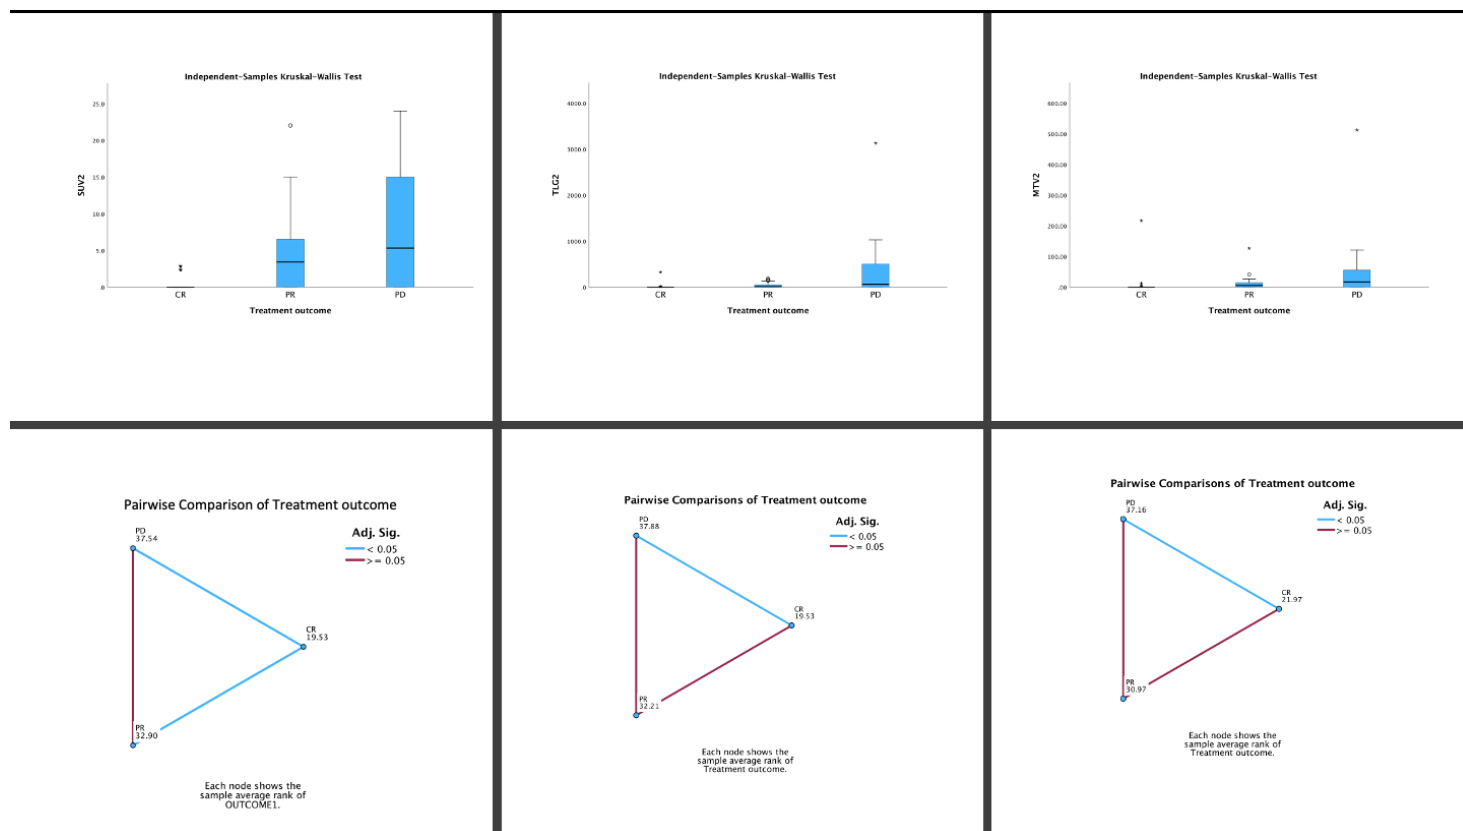 Independent-Samples Kruskal-Wallis Test
25.0
20.0
15.0
10.0
5.0
.0
SUV2
CR PR PD
Treatment outcome
Independent-Samples Kruskal-Wallis Test
4000.0
3000.0
2000.0
1000.0
.0
TLG2
CR PR PD
Treatment outcome
Independent-Samples Kruskal-Wallis Test
600.00
500.00
400.00
300.00
200.00
100.00
.00
MTV2
CR PR PD
Treatment outcome
Pairwise Comparison of Treatment outcome
PD
37.54
Adj. Sig.
< 0.05
>= 0.05
CR
19.53
PR
32.90
Each node shows the
sample average rank of
OUTCOME1.
Pairwise Comparisons of Treatment outcome
PD
37.88
Adj. Sig.
< 0.05
>= 0.05
CR
19.53
PR
32.21
Each node shows the
sample average rank of
Treatment outcome.
Pairwise Comparisons of Treatment outcome
PD
37.16
Adj. Sig.
< 0.05
>= 0.05
CR
21.97
PR
30.97
Each node shows the
sample average rank of
Treatment outcome.